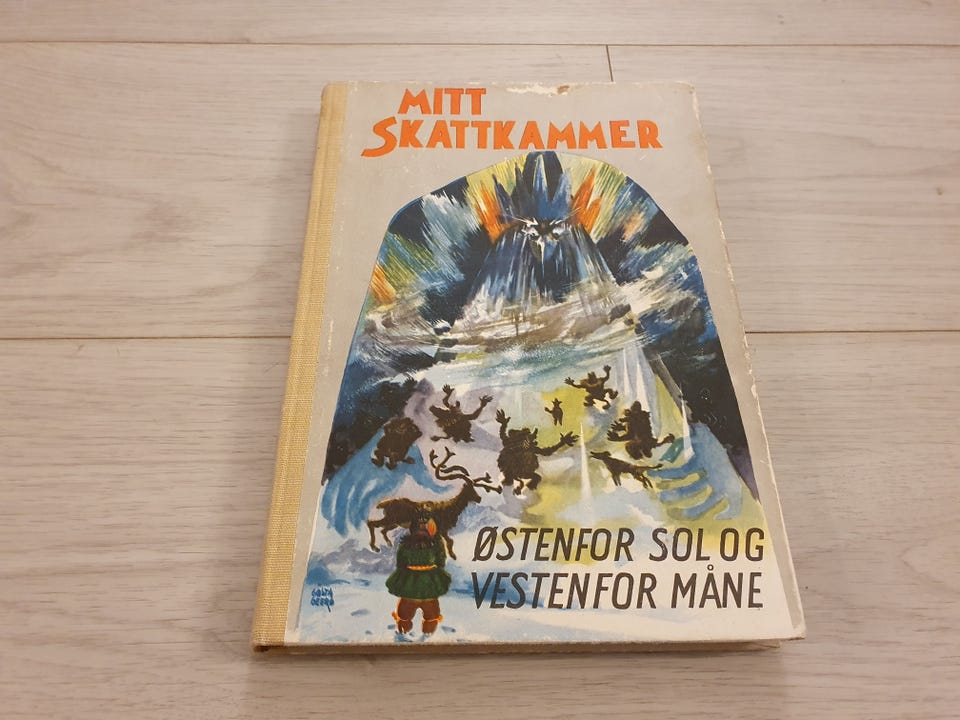 MITT
SKATTKAMMER
ØSTENFOR SOL OG
VESTENFOR MÅNE